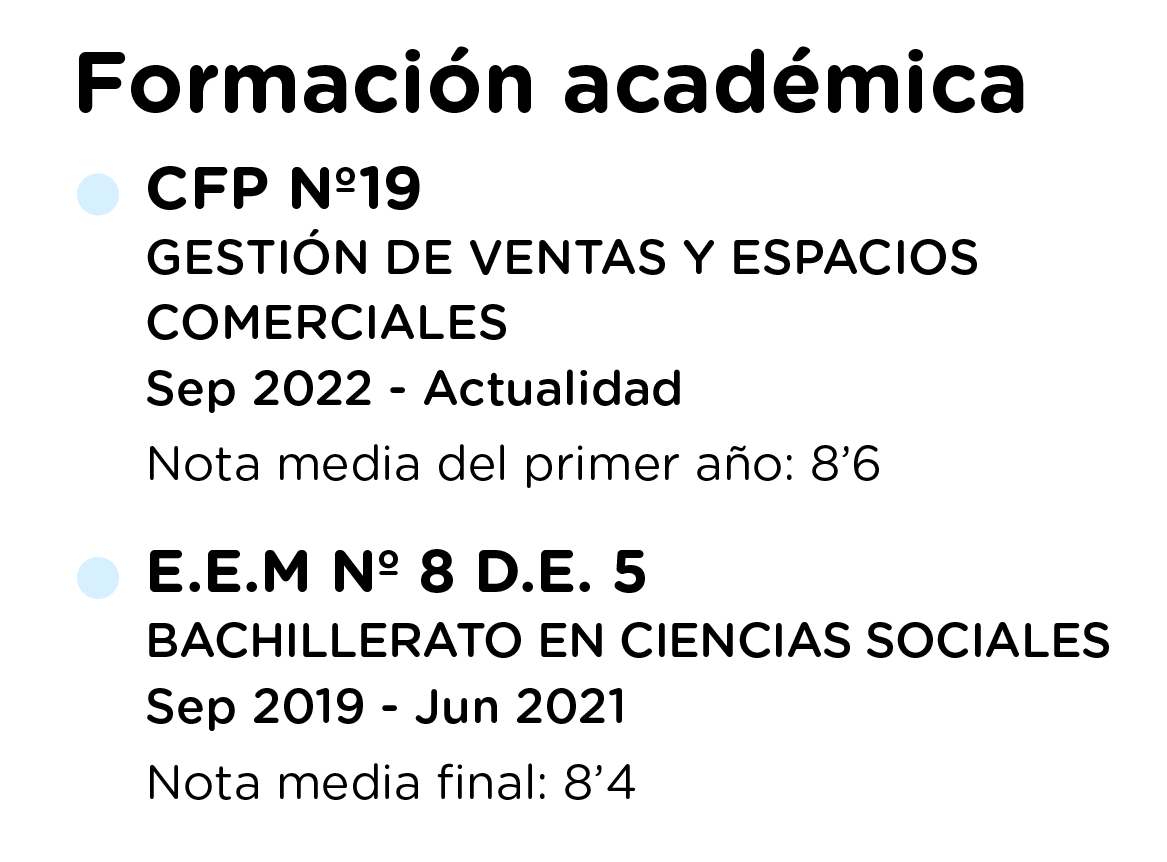 Formación académica
CFP Nº19
GESTIÓN DE VENTAS Y ESPACIOS
COMERCIALES
Sep 2022 - Actualidad
Nota media del primer año: 8’6
E.E.M Nº 8 D.E. 5
BACHILLERATO EN CIENCIAS SOCIALES
Sep 2019 - Jun 2021
Nota media final: 8’4